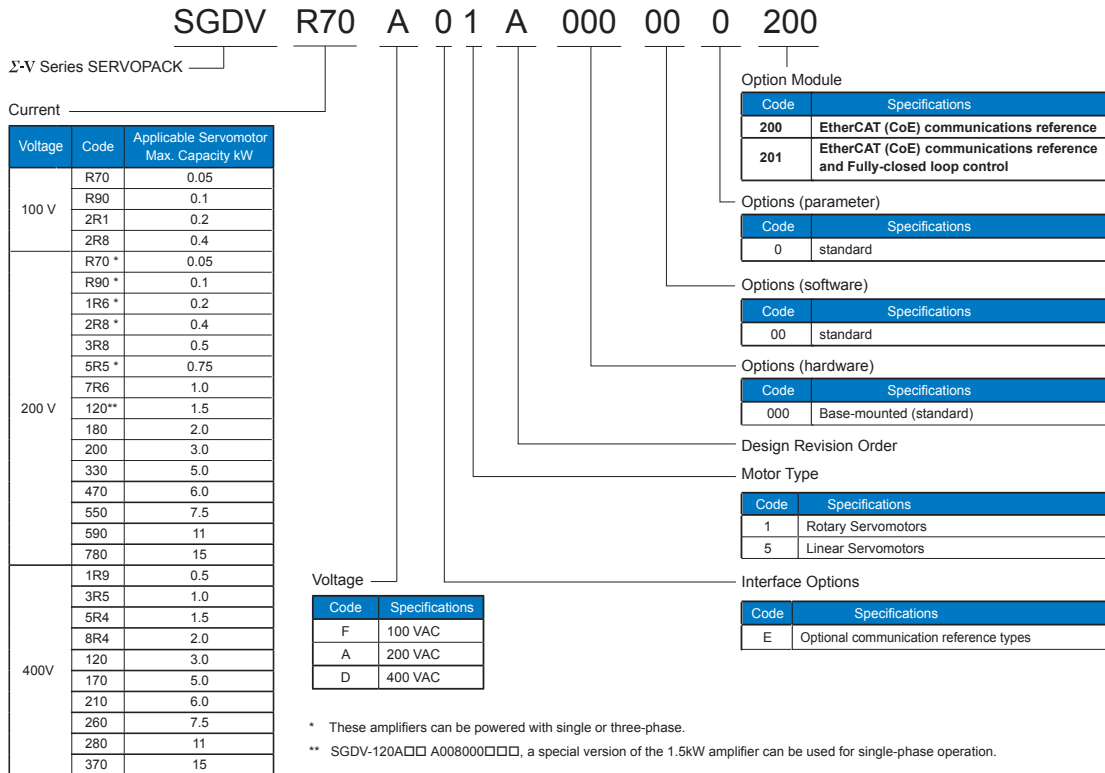 SGDV R70 A 0 1 A 000 00 0 200
Σ-V Series SERVOPACK
Current
Voltage Code Applicable Servomotor Max. Capacity kW
100 V
R70 0.05
R90 0.1
2R1 0.2
2R8 0.4
200 V
R70 * 0.05
R90 * 0.1
1R6 * 0.2
2R8 * 0.4
3R8 0.5
5R5 * 0.75
7R6 1.0
120** 1.5
180 2.0
200 3.0
330 5.0
470 6.0
550 7.5
590 11
780 15
400V
1R9 0.5
3R5 1.0
5R4 1.5
8R4 2.0
120 3.0
170 5.0
210 6.0
260 7.5
280 11
370 15
Voltage
Code Specifications
F 100 VAC
A 200 VAC
D 400 VAC
Option Module
Code Specifications
200 EtherCAT (CoE) communications reference
201 EtherCAT (CoE) communications reference
and Fully-closed loop control
Options (parameter)
Code Specifications
0 standard
Options (software)
Code Specifications
00 standard
Options (hardware)
Code Specifications
000 Base-mounted (standard)
Design Revision Order
Motor Type
Code Specifications
1 Rotary Servomotors
5 Linear Servomotors
Interface Options
Code Specifications
E Optional communication reference types
* These amplifiers can be powered with single or three-phase.
** SGDV-120A□□ A008000□□□, a special version of the 1.5kW amplifier can be used for single-phase operation.